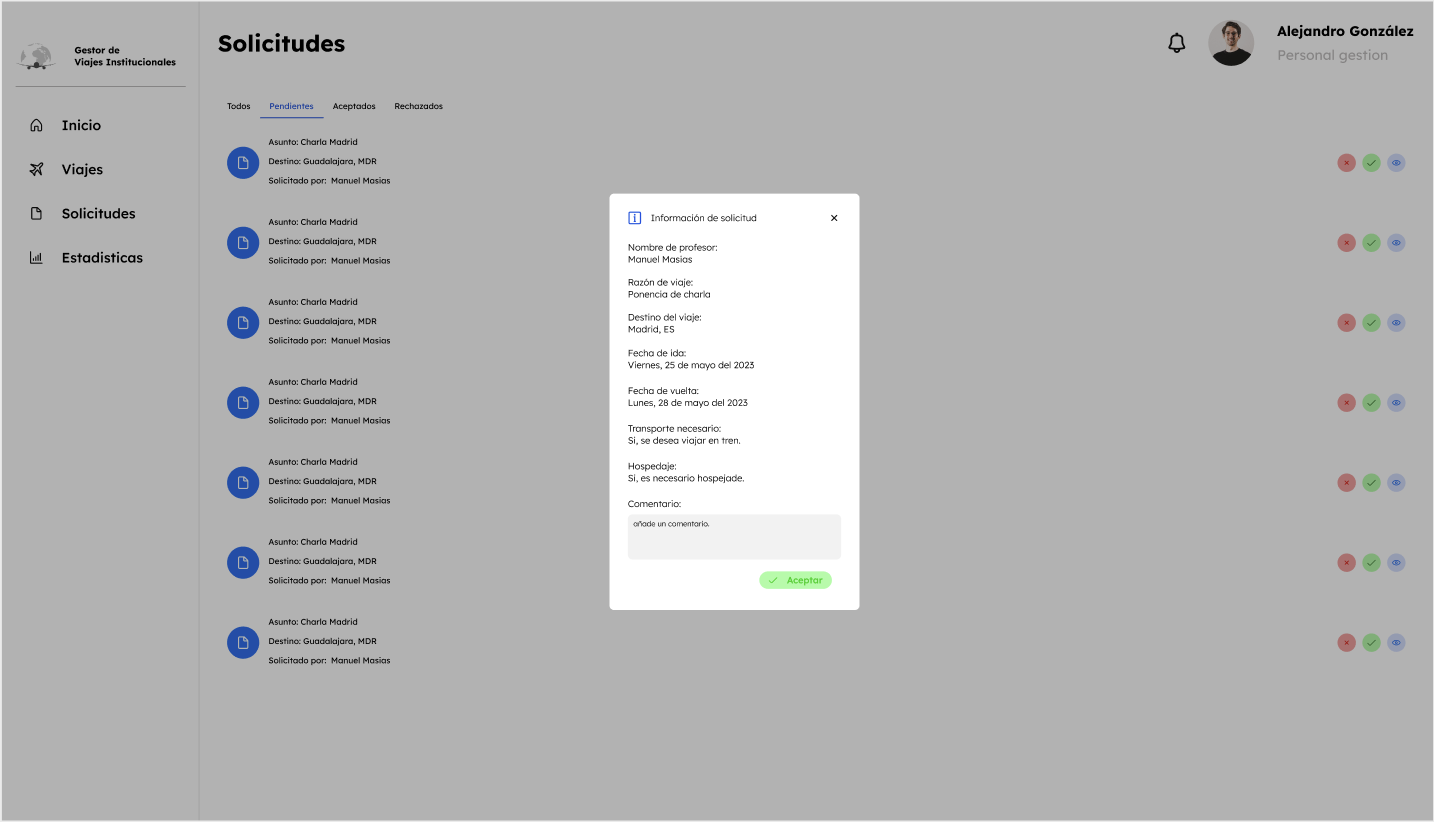 Gestor de
Viajes Institucionales
Inicio
Viajes
Solicitudes
Estadisticas
Solicitudes
Alejandro González
Personal gestion
Todos Pendientes Aceptados Rechazados
Asunto: Charla Madrid
Destino: Guadalajara, MDR
Solicitado por: Manuel Masias
Asunto: Charla Madrid
Destino: Guadalajara, MDR
Solicitado por: Manuel Masias
Asunto: Charla Madrid
Destino: Guadalajara, MDR
Solicitado por: Manuel Masias
Asunto: Charla Madrid
Destino: Guadalajara, MDR
Solicitado por: Manuel Masias
Asunto: Charla Madrid
Destino: Guadalajara, MDR
Solicitado por: Manuel Masias
Asunto: Charla Madrid
Destino: Guadalajara, MDR
Solicitado por: Manuel Masias
Asunto: Charla Madrid
Destino: Guadalajara, MDR
Solicitado por: Manuel Masias
Información de solicitud
Nombre de profesor:
Manuel Masias
Razón de viaje:
Ponencia de charla
Destino del viaje:
Madrid, ES
Fecha de ida:
Viernes, 25 de mayo del 2023
Fecha de vuelta:
Lunes, 28 de mayo del 2023
Transporte necesario:
Si, se desea viajar en tren.
Hospedaje:
Si, es necesario hospejade.
Comentario:
añade un comentario.
Aceptar